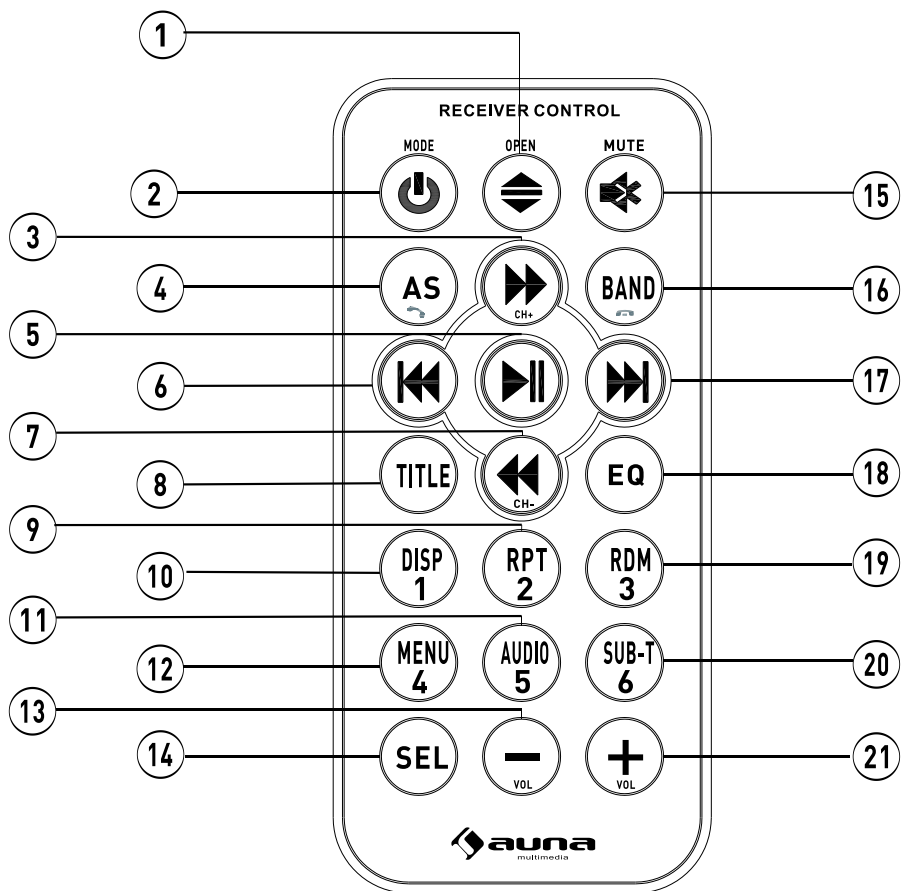 1
RECEIVER CONTROL
MODE OPEN MUTE
2 15
3
4 AS BAND 16
CH+
5
6 17
7
8 TITLE EQ 18
CH-
9
10 DISP RPT RDM 19
1 2 3
11
12 MENU AUDIO SUB-T 20
4 5 6
13
14 SEL 21
VOL VOL
auna
multimedia